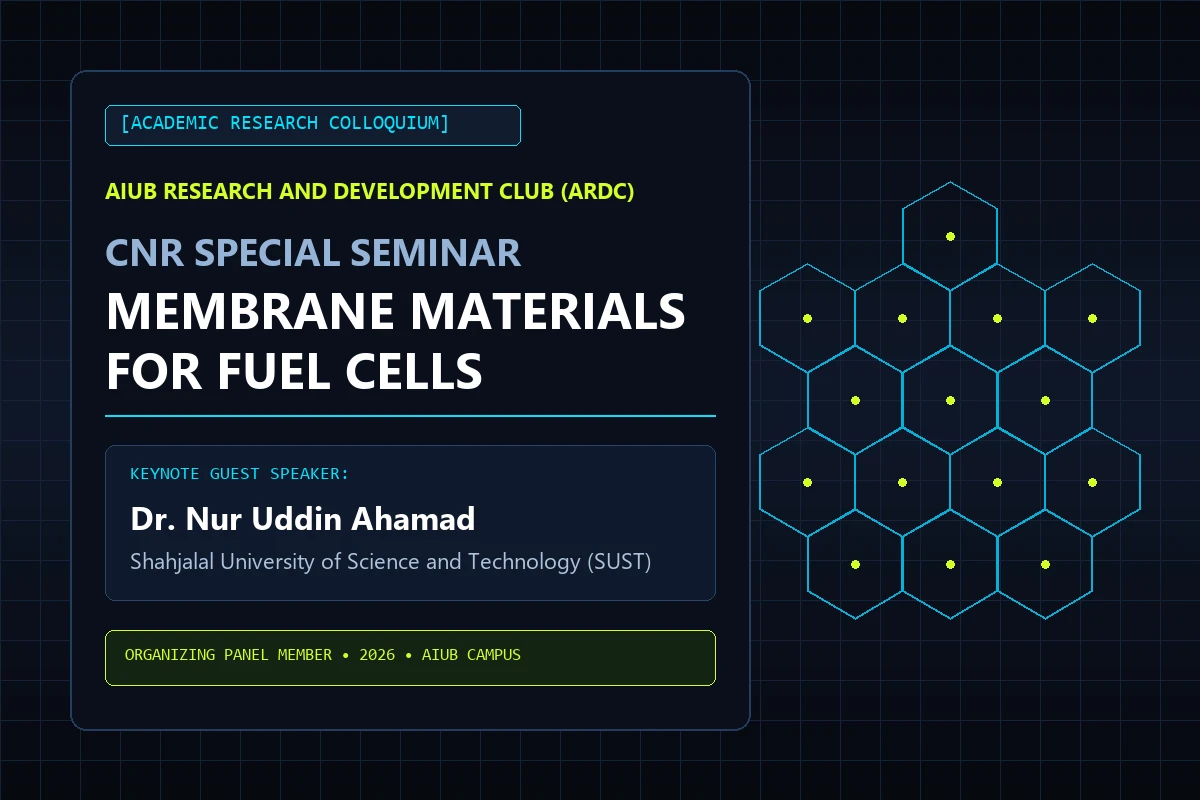 [ACADEMIC RESEARCH COLLOQUIUM]
AIUB RESEARCH AND DEVELOPMENT CLUB (ARDC)
CNR SPECIAL SEMINAR
MEMBRANE MATERIALS
FOR FUEL CELLS
KEYNOTE GUEST SPEAKER:
Dr. Nur Uddin Ahamad
Shahjalal University of Science and Technology (SUST)
ORGANIZING PANEL MEMBER • 2026 • AIUB CAMPUS